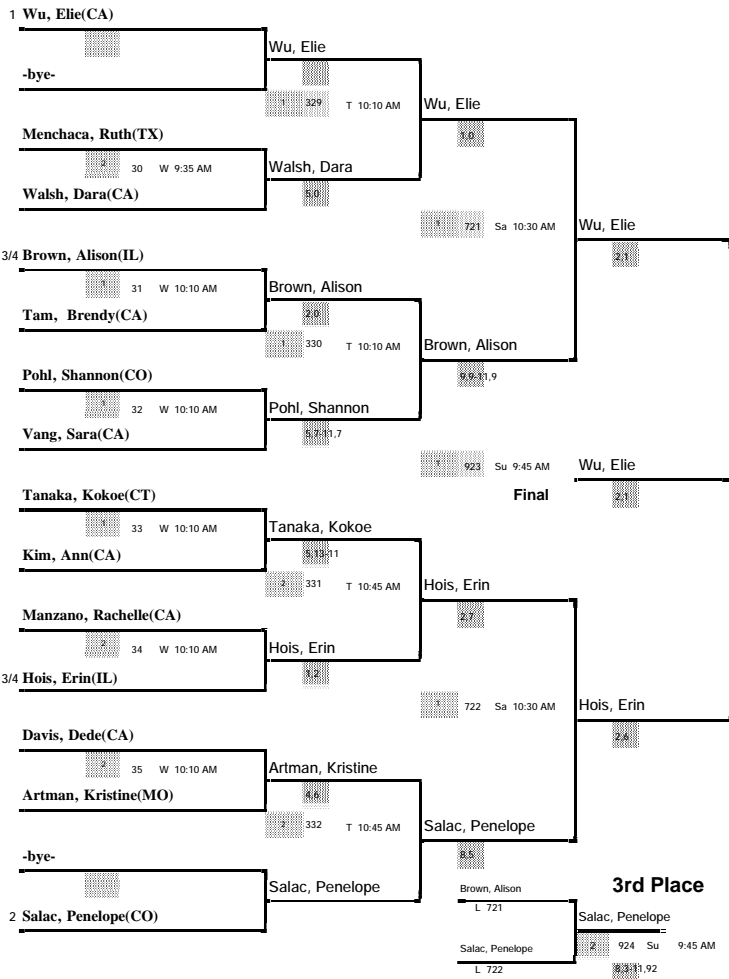 1 Wu, Elie(CA)
Wu, Elie
-bye-
1 329 T 10:10 AM
Wu, Elie
Menchaca, Ruth(TX)
1,0
2 30 W 9:35 AM
Walsh, Dara
Walsh, Dara(CA)
5,0
1 721 Sa 10:30 AM
Wu, Elie
2,1
3/4 Brown, Alison(IL)
1 31 W 10:10 AM
Brown, Alison
Tam, Brendy(CA)
2,0
1 330 T 10:10 AM
Brown, Alison
Pohl, Shannon(CO)
9,9-11,9
1 32 W 10:10 AM
Pohl, Shannon
Vang, Sara(CA)
5,7-11,7
1 923 Su 9:45 AM
Wu, Elie
Final
2,1
Tanaka, Kokoe(CT)
1 33 W 10:10 AM
Tanaka, Kokoe
Kim, Ann(CA)
5,13-11
2 331 T 10:45 AM
Hois, Erin
Manzano, Rachelle(CA)
2,7
2 34 W 10:10 AM
Hois, Erin
3/4 Hois, Erin(IL)
1,2
1 722 Sa 10:30 AM
Hois, Erin
2,6
Davis, Dede(CA)
2 35 W 10:10 AM
Artman, Kristine
Artman, Kristine(MO)
4,6
2 332 T 10:45 AM
Salac, Penelope
-bye-
8,5
Salac, Penelope
2 Salac, Penelope(CO)
3rd Place
Brown, Alison
L 721
Salac, Penelope
2 924 Su 9:45 AM
Salac, Penelope
L 722
8,3-11,92